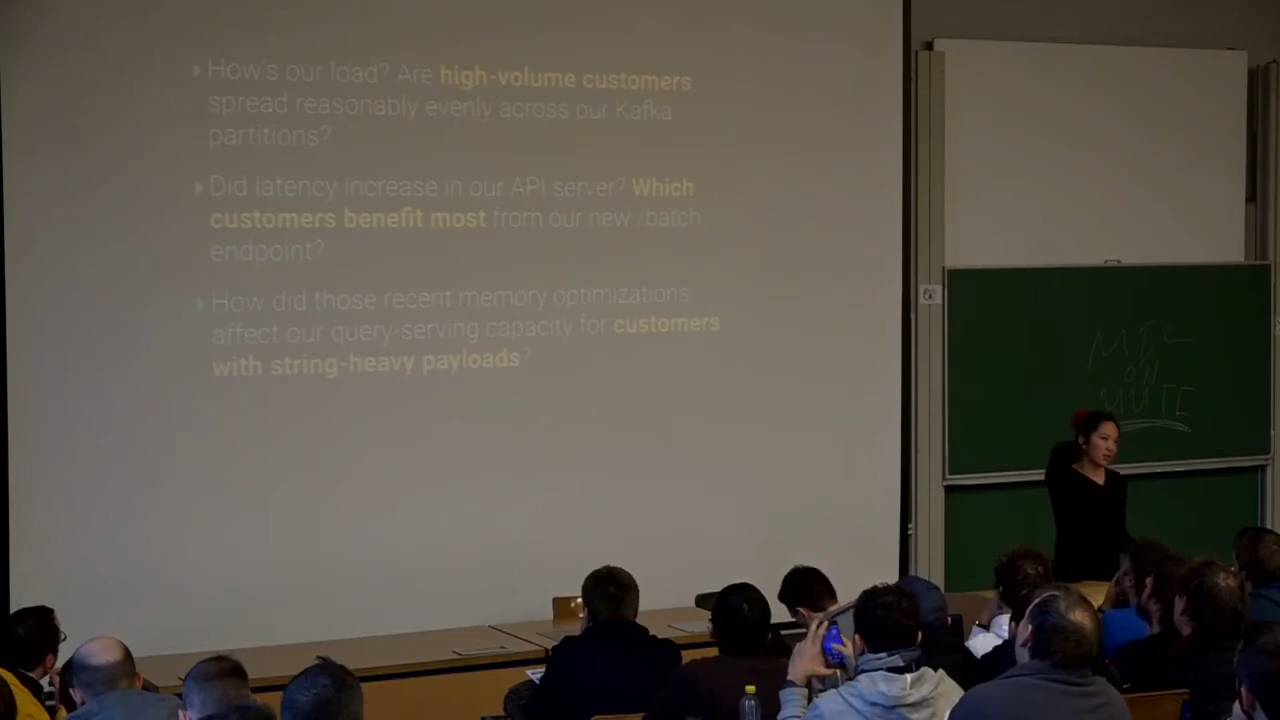 How's our load? Are high-volume customers
spread reasonably evenly across our Kafka
partitions?
Did latency increase in our API server? Which
customers benefit most from our new /batch
endpoint?
How did those recent memory optimizations
affect our query-serving capacity for customers
with string-heavy payloads?
MIC
ON
MUTE